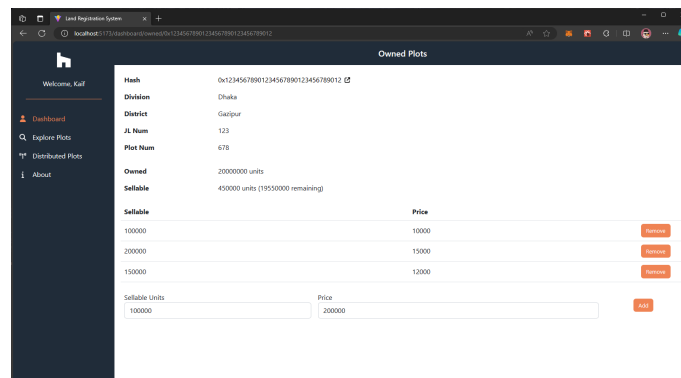 Land Registration System
localhost:5173/dashboard/owned/0x12345678901234567890123456789012
Owned Plots
Welcome, Kaif
Dashboard
Explore Plots
Distributed Plots
About
Hash 0x12345678901234567890123456789012
Division Dhaka
District Gazipur
JL Num 123
Plot Num 678
Owned 20000000 units
Sellable 450000 units (19550000 remaining)
Sellable Price
100000 10000 Remove
200000 15000 Remove
150000 12000 Remove
Sellable Units Price
100000 200000 Add